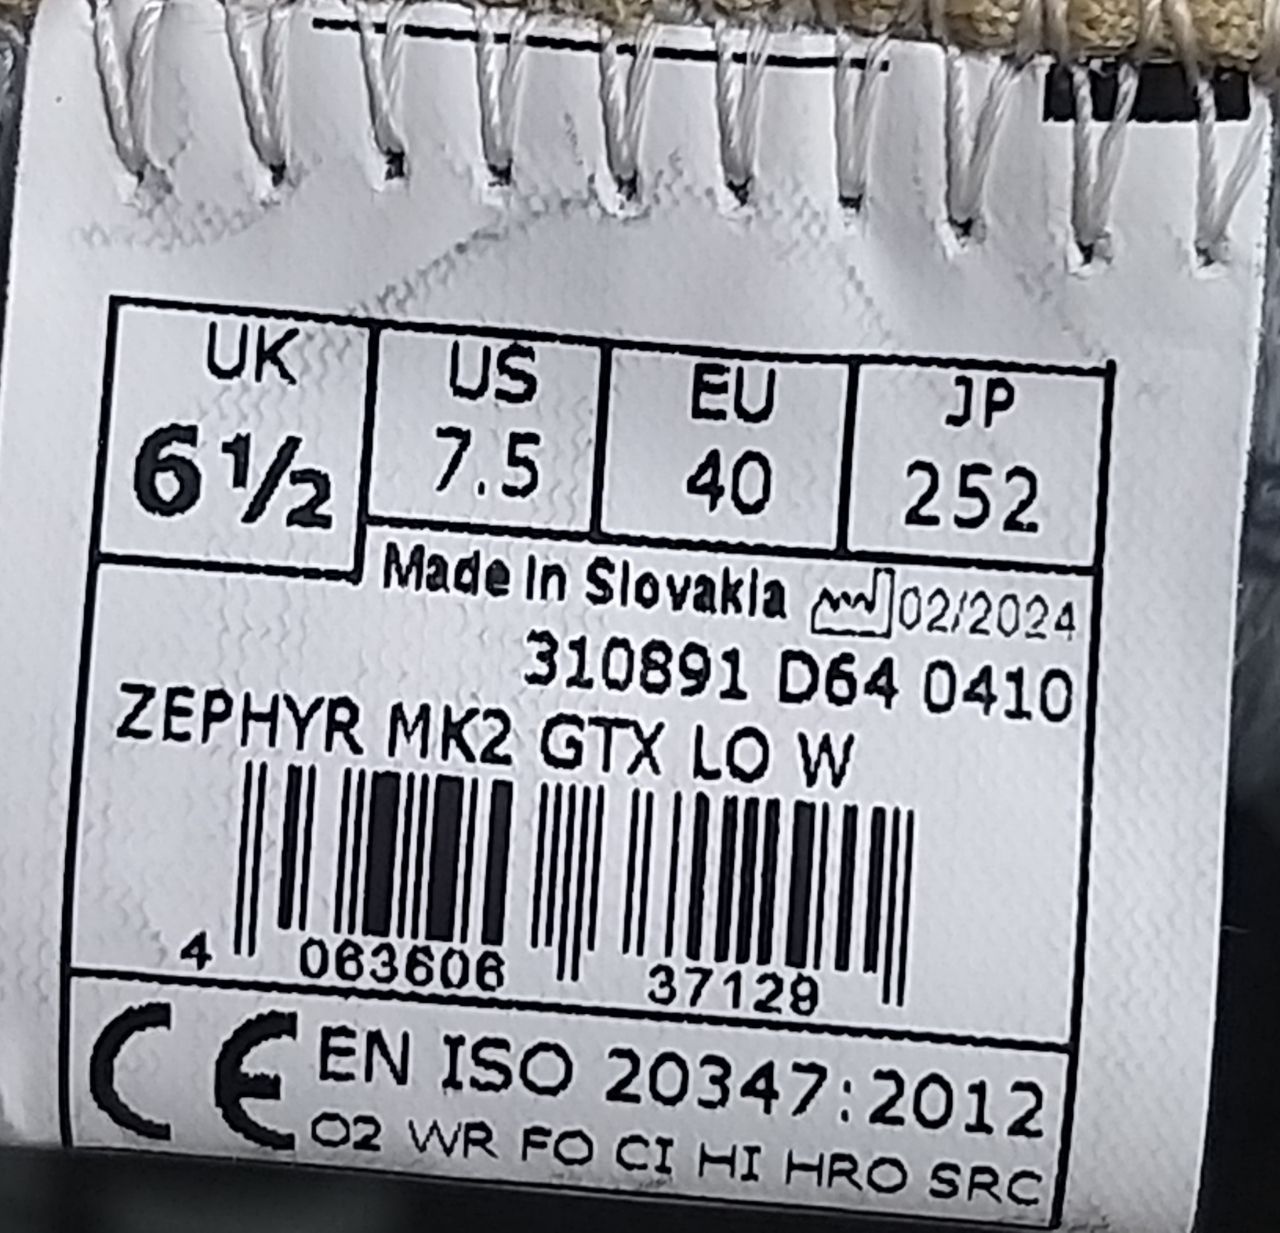 UK US EU JP
6½ 7.5 40 252
Made in Slovakia 02/2024
310891 D64 0410
ZEPHYR MK2 GTX LO W
4 063606 37129
CE EN ISO 20347:2012
O2 WR FO CI HI HRO SRC